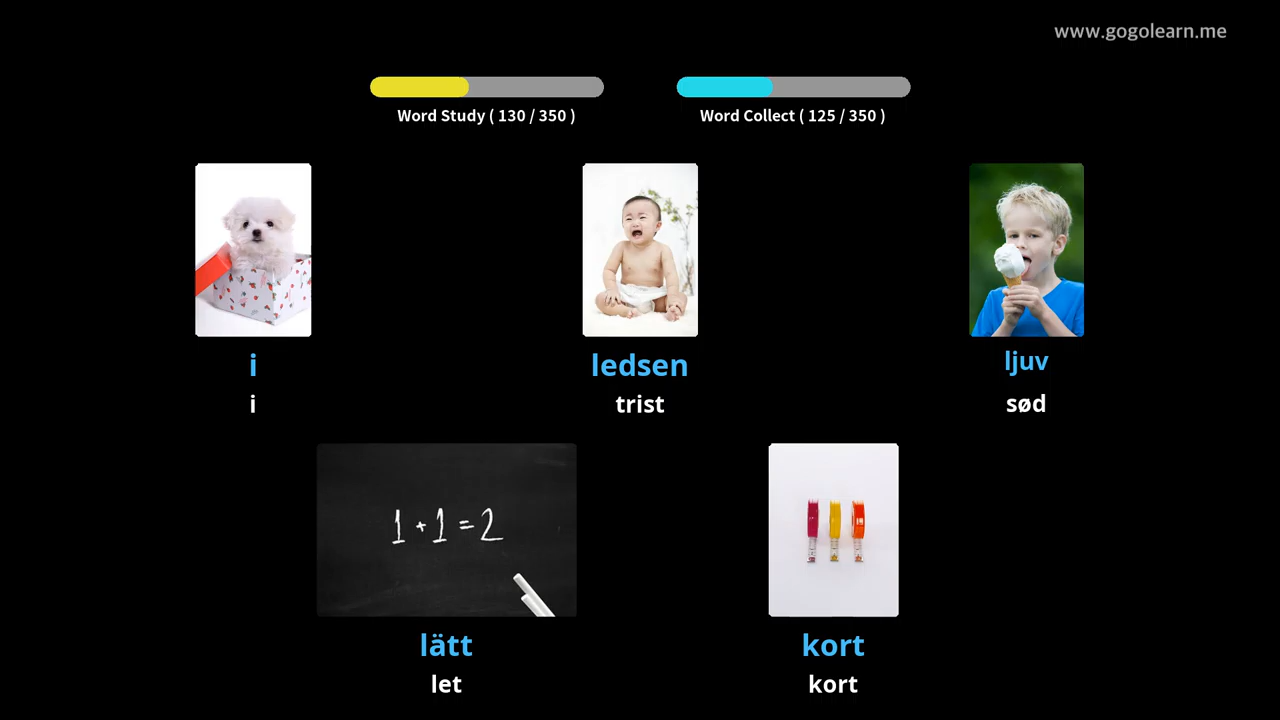 www.gogolearn.me
Word Study ( 130 / 350 )
Word Collect ( 125 / 350 )
i
i
ledsen
trist
ljuv
sød
1 + 1 = 2
lätt
let
kort
kort